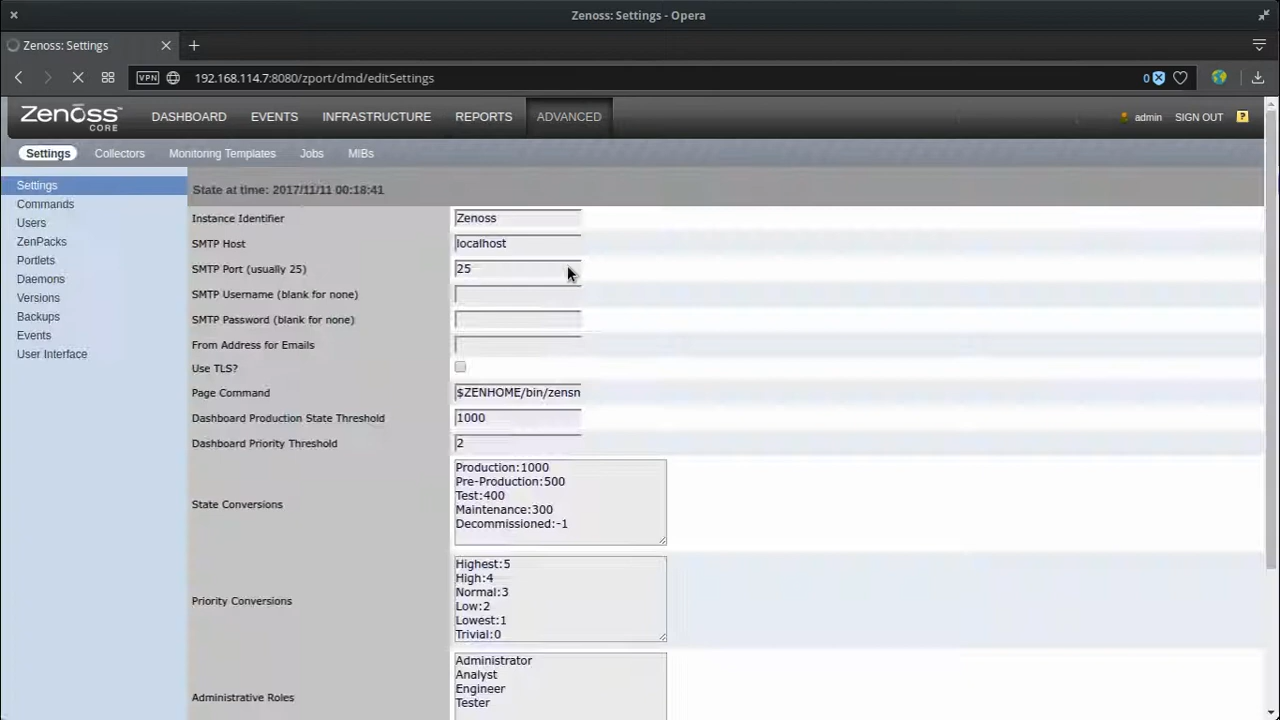 Zenoss: Settings - Opera
Zenoss: Settings
VPN 192.168.114.7:8080/zport/dmd/editSettings 0
Zenoss™ CORE DASHBOARD EVENTS INFRASTRUCTURE REPORTS ADVANCED admin SIGN OUT ?
Settings Collectors Monitoring Templates Jobs MIBs
Settings
Commands
Users
ZenPacks
Portlets
Daemons
Versions
Backups
Events
User Interface
State at time: 2017/11/11 00:18:41
Instance Identifier Zenoss
SMTP Host localhost
SMTP Port (usually 25) 25
SMTP Username (blank for none)
SMTP Password (blank for none)
From Address for Emails
Use TLS?
Page Command $ZENHOME/bin/zensn
Dashboard Production State Threshold 1000
Dashboard Priority Threshold 2
State Conversions
Production:1000
Pre-Production:500
Test:400
Maintenance:300
Decommissioned:-1
Priority Conversions
Highest:5
High:4
Normal:3
Low:2
Lowest:1
Trivial:0
Administrative Roles
Administrator
Analyst
Engineer
Tester